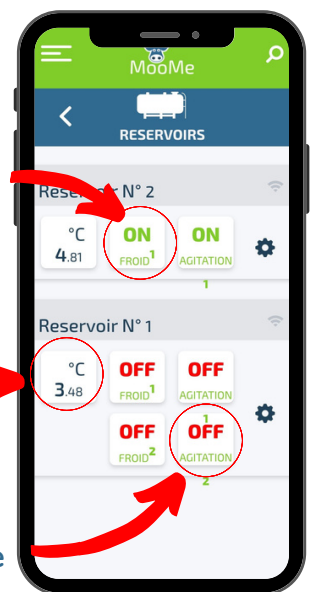 MooMe
RESERVOIRS
Reservoir N° 2
°C
4.81
ON
FROID1
ON
AGITATION
1
Reservoir N° 1
°C
3.48
OFF
FROID1
OFF
AGITATION
1
OFF
FROID2
OFF
AGITATION
2
e